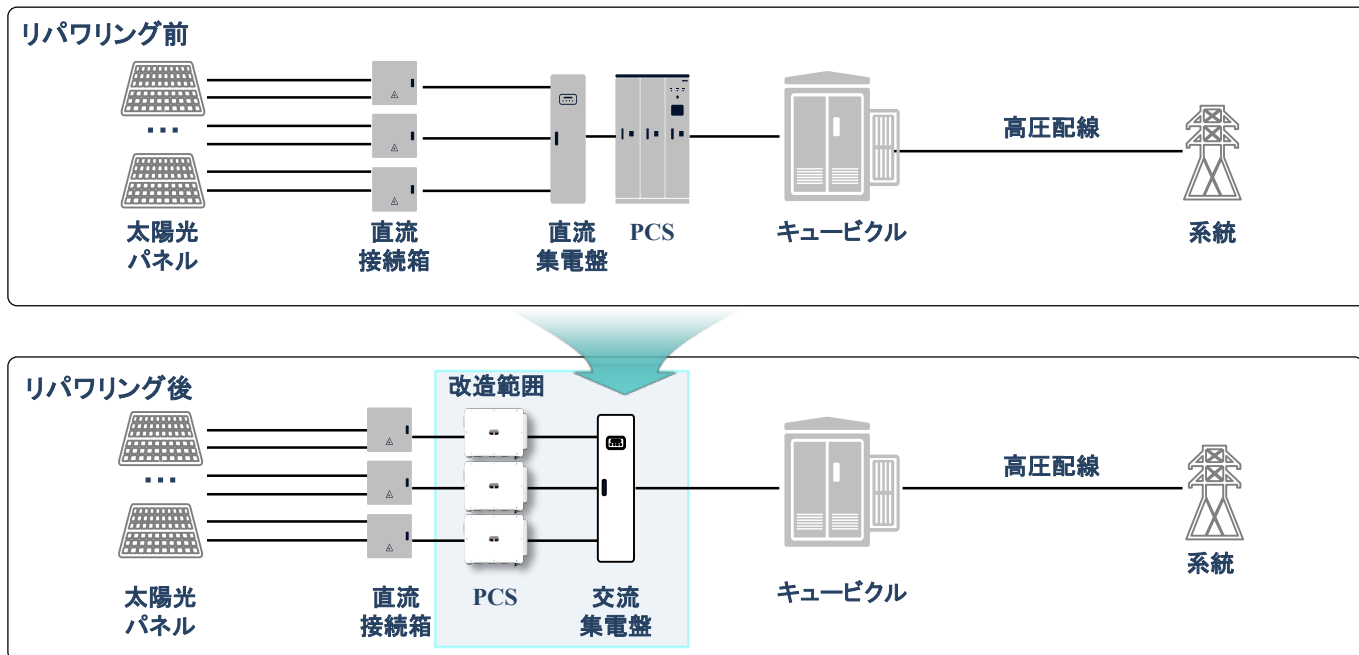 リパワリング前
高圧配線
太陽光
パネル
直流
接続箱
直流
集電盤
PCS
キュービクル
系統
リパワリング後
改造範囲
高圧配線
太陽光
パネル
直流
接続箱
PCS
交流
集電盤
キュービクル
系統